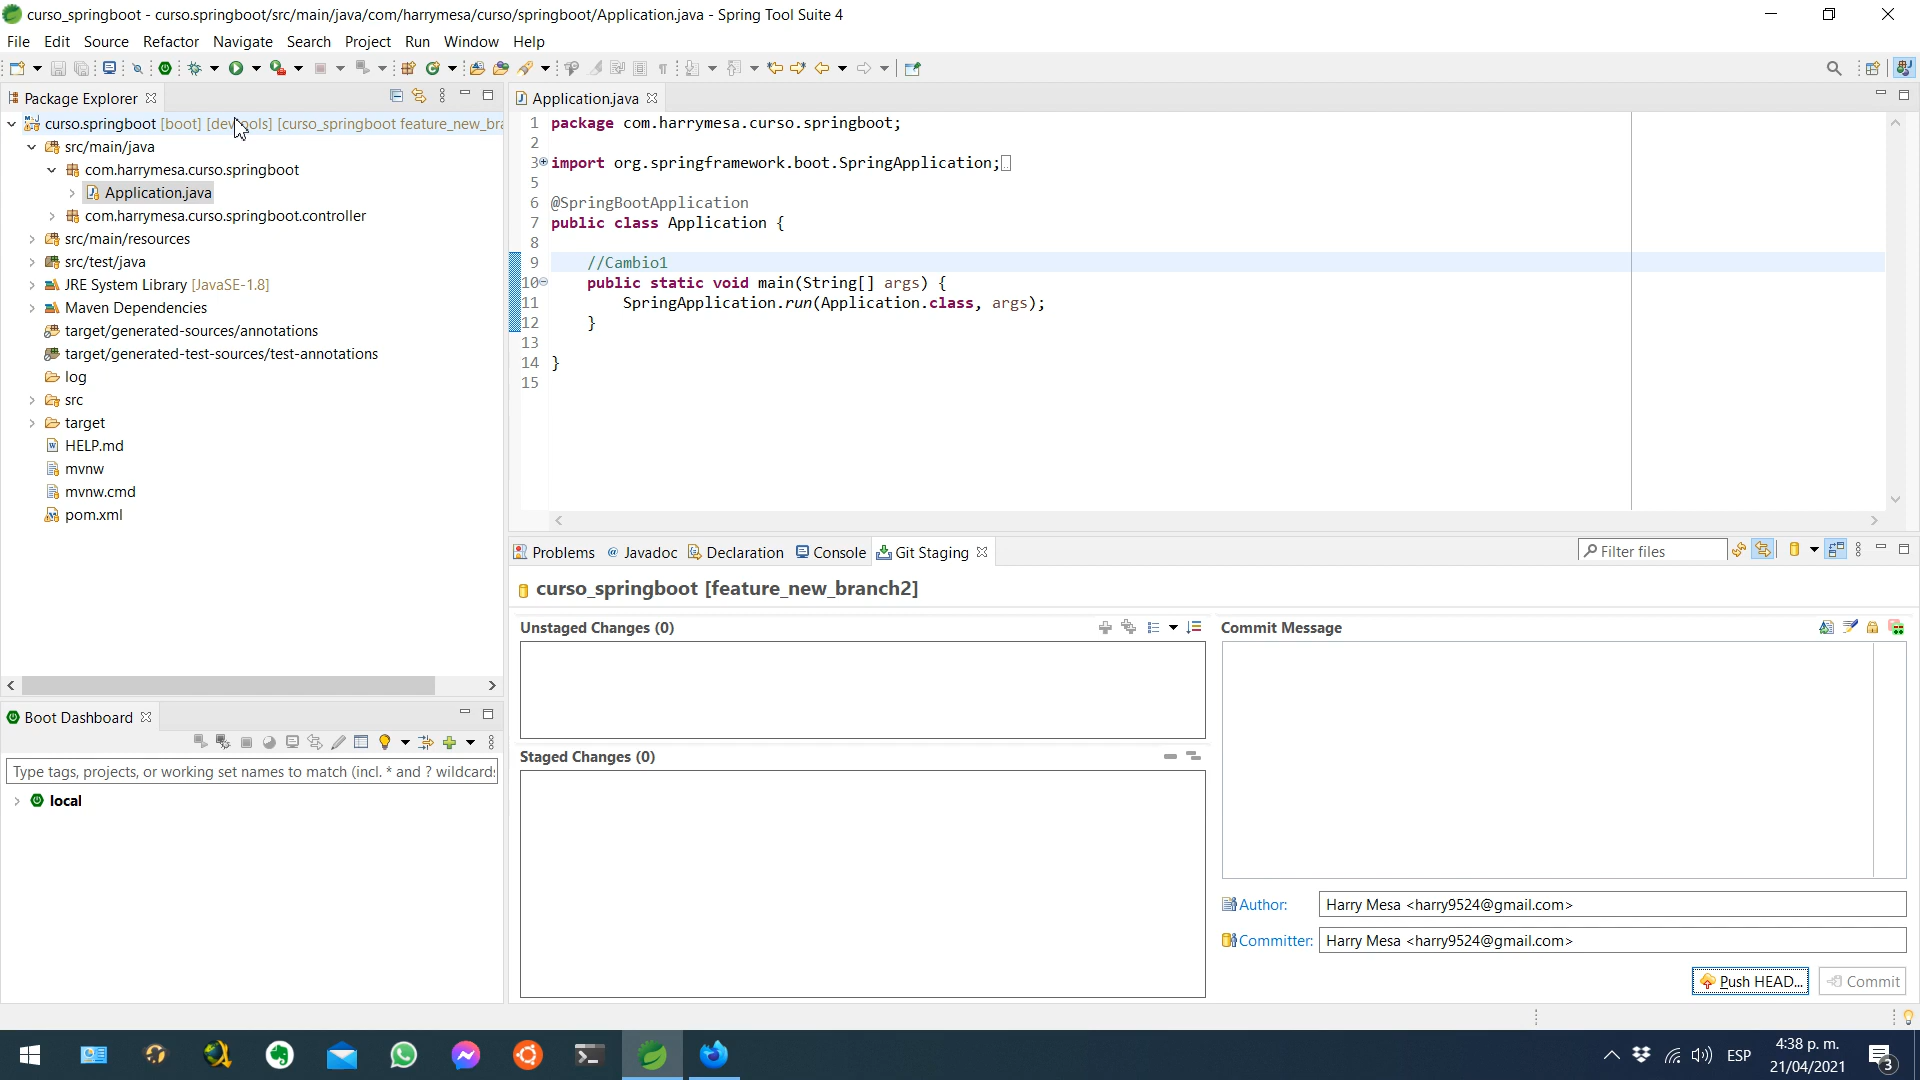 curso_springboot - curso.springboot/src/main/java/com/harrymesa/curso/springboot/Application.java - Spring Tool Suite 4
File Edit Source Refactor Navigate Search Project Run Window Help
Package Explorer
curso.springboot [boot] [devtools] [curso_springboot feature_new_bra
src/main/java
com.harrymesa.curso.springboot
Application.java
com.harrymesa.curso.springboot.controller
src/main/resources
src/test/java
JRE System Library [JavaSE-1.8]
Maven Dependencies
target/generated-sources/annotations
target/generated-test-sources/test-annotations
log
src
target
HELP.md
mvnw
mvnw.cmd
pom.xml
Application.java
1 package com.harrymesa.curso.springboot;
2
3 import org.springframework.boot.SpringApplication;
5
6 @SpringBootApplication
7 public class Application {
8
9 //Cambio1
10 public static void main(String[] args) {
11 SpringApplication.run(Application.class, args);
12 }
13
14 }
15
Boot Dashboard
Type tags, projects, or working set names to match (incl. * and ? wildcards
local
Problems @ Javadoc Declaration Console Git Staging
Filter files
curso_springboot [feature_new_branch2]
Unstaged Changes (0)
Staged Changes (0)
Commit Message
Author: Harry Mesa <harry9524@gmail.com>
Committer: Harry Mesa <harry9524@gmail.com>
Push HEAD... Commit
ESP
4:38 p. m.
21/04/2021
3